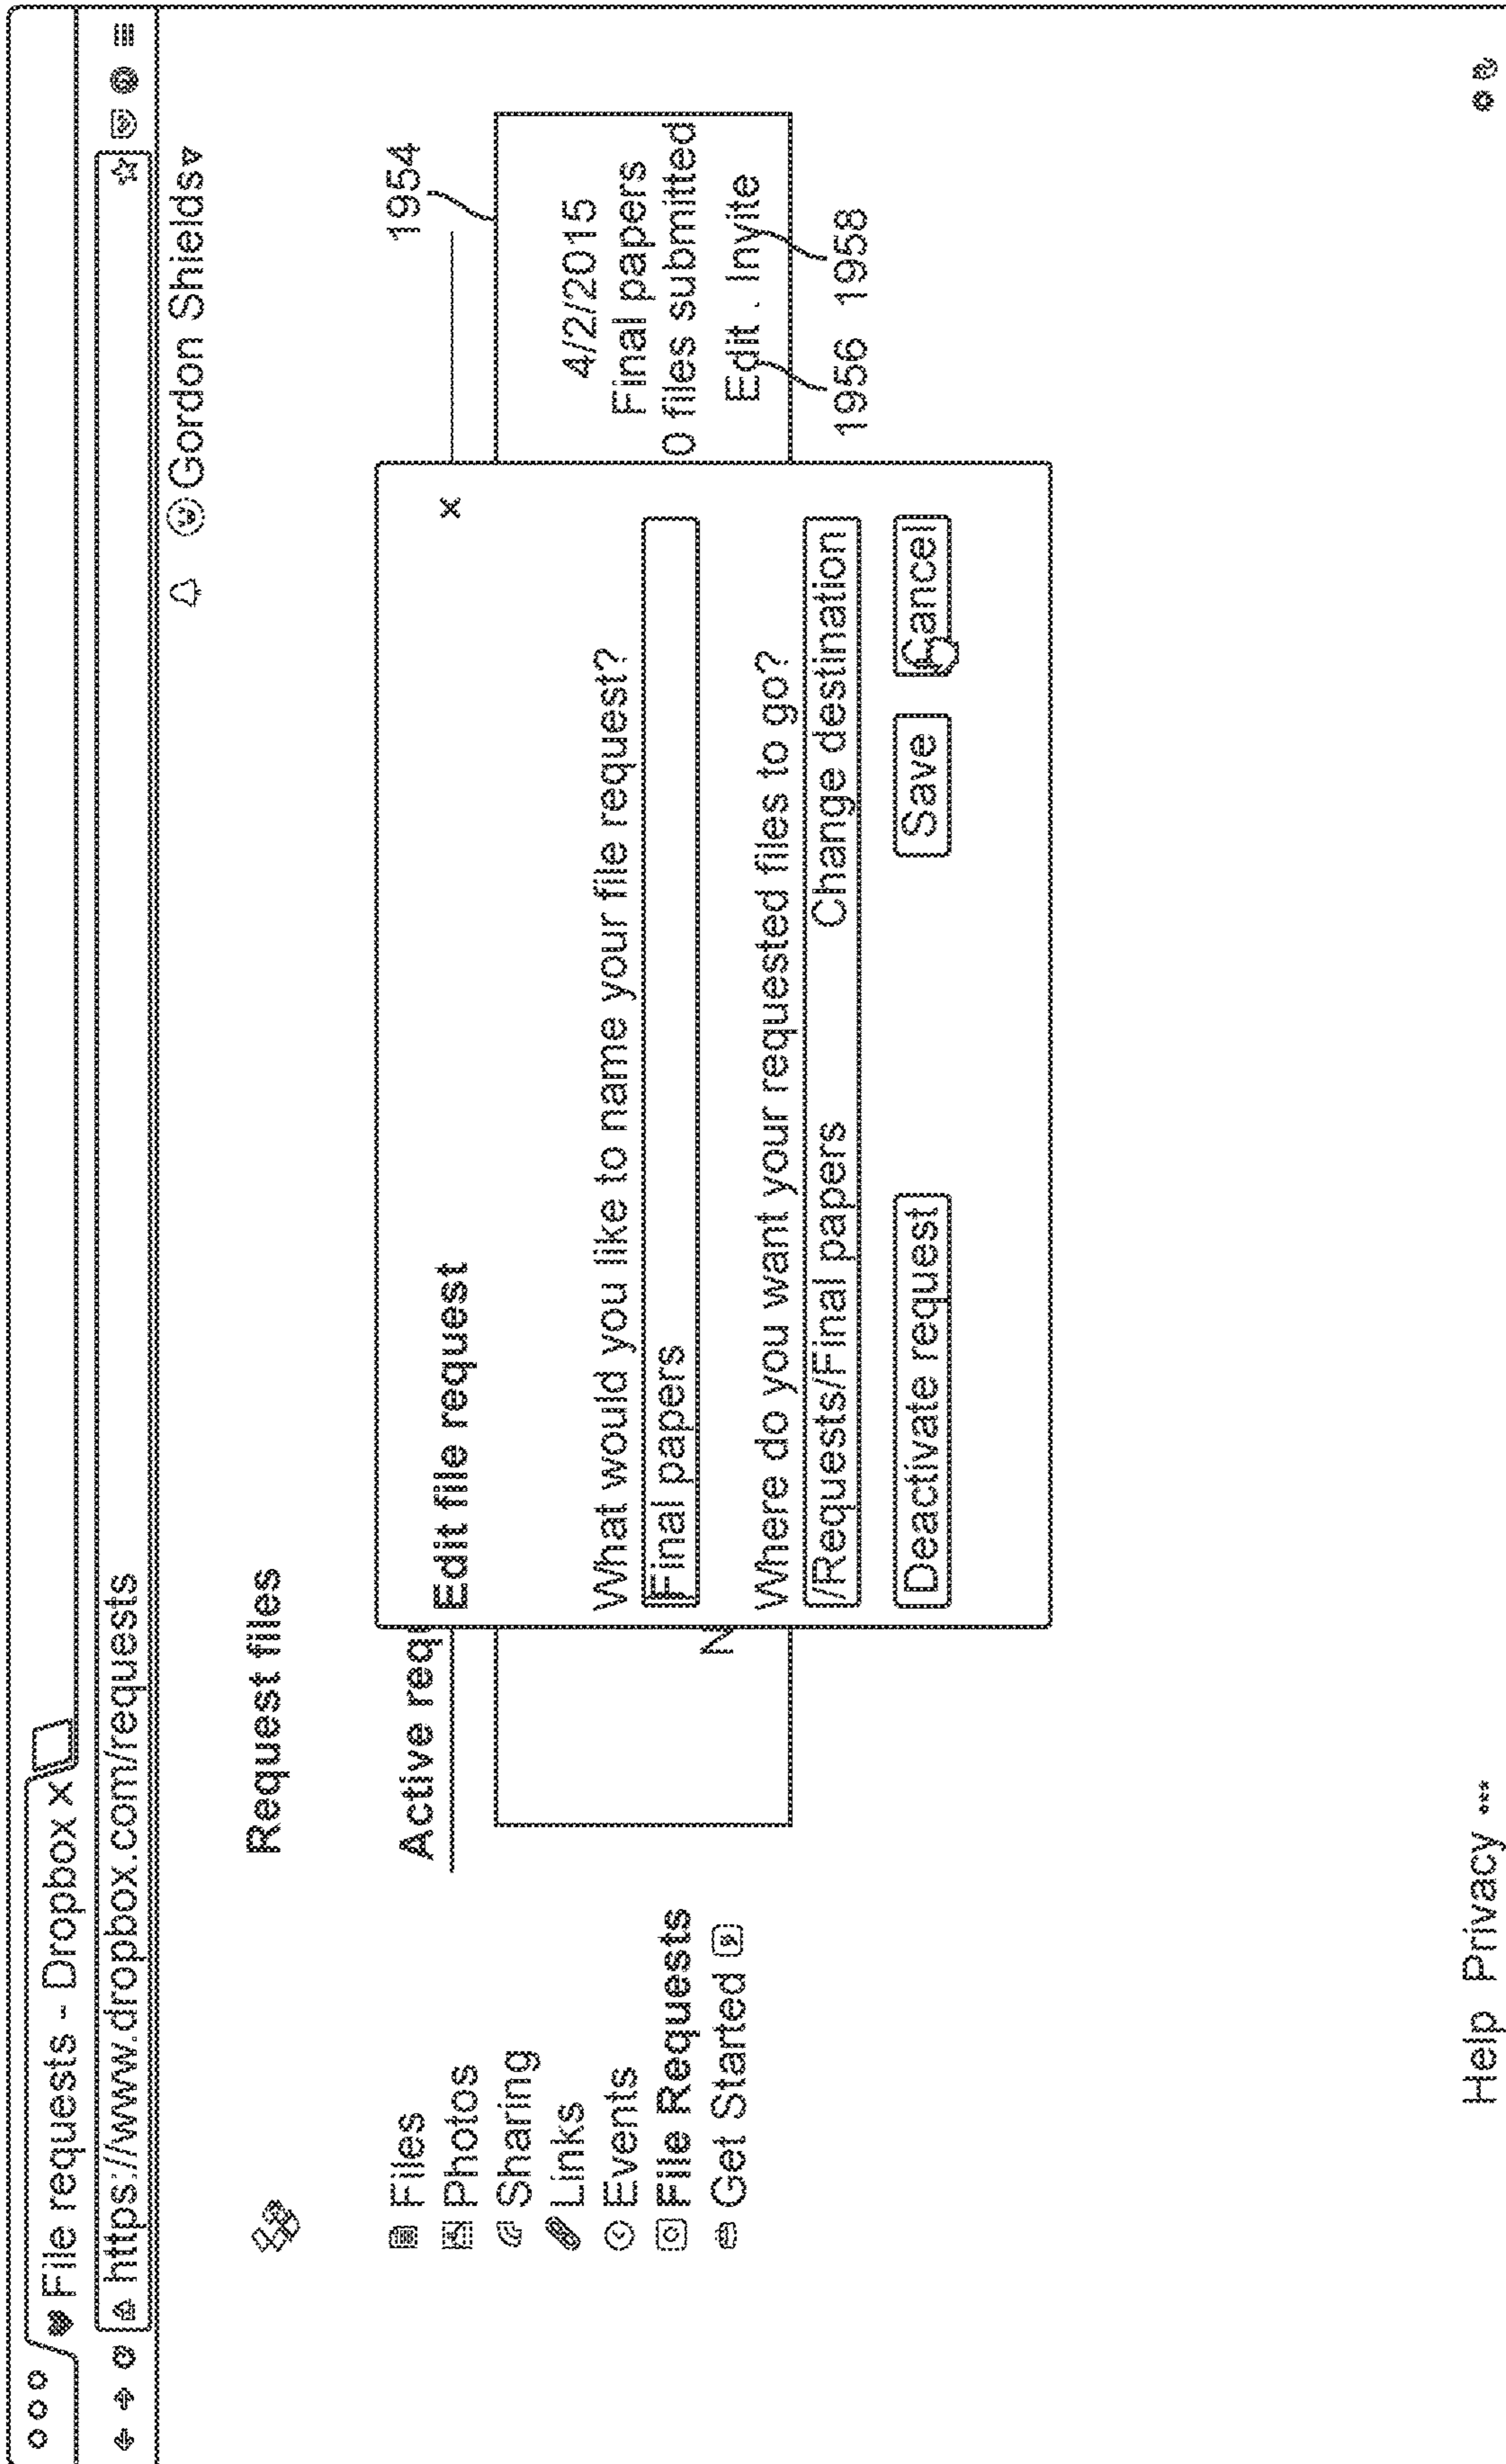 File requests - Dropbox x
https://www.dropbox.com/requests
Gordon Shields
Request files
Files
Photos
Sharing
Links
Events
File Requests
Get Started
Active requ
1954
Edit file request
x
What would you like to name your file request?
Final papers
Where do you want your requested files to go?
/Requests/Final papers Change destination
Deactivate request Save Cancel
N
4/2/2015
Final papers
0 files submitted
Edit . Invite
1956 1958
Help Privacy •••